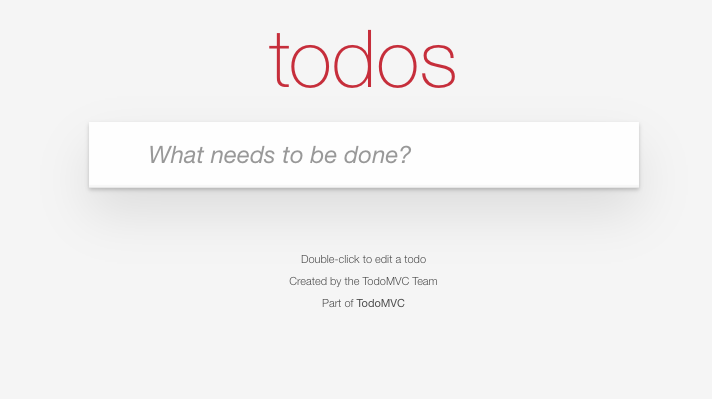 todos
What needs to be done?
Double-click to edit a todo
Created by the TodoMVC Team
Part of TodoMVC